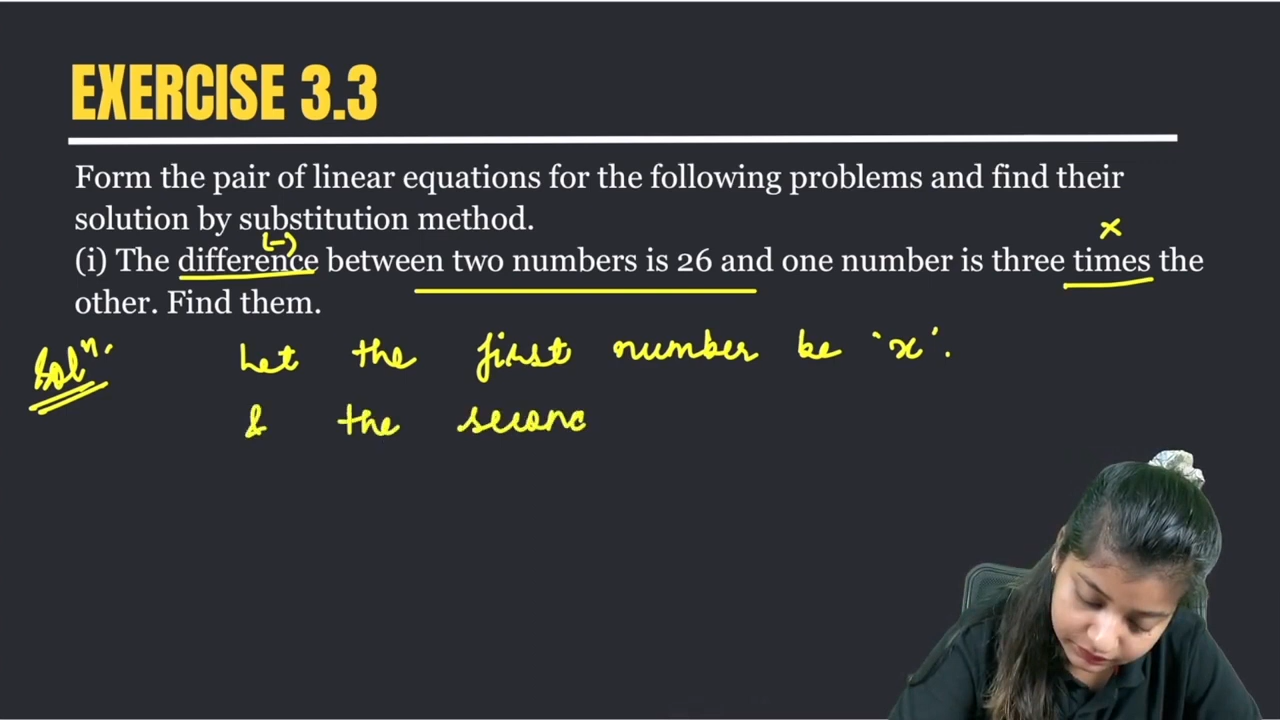 EXERCISE 3.3
Form the pair of linear equations for the following problems and find their
solution by substitution method.
(-) x
(i) The difference between two numbers is 26 and one number is three times the
other. Find them.
Solⁿ. Let the first number be 'x'.
& the second